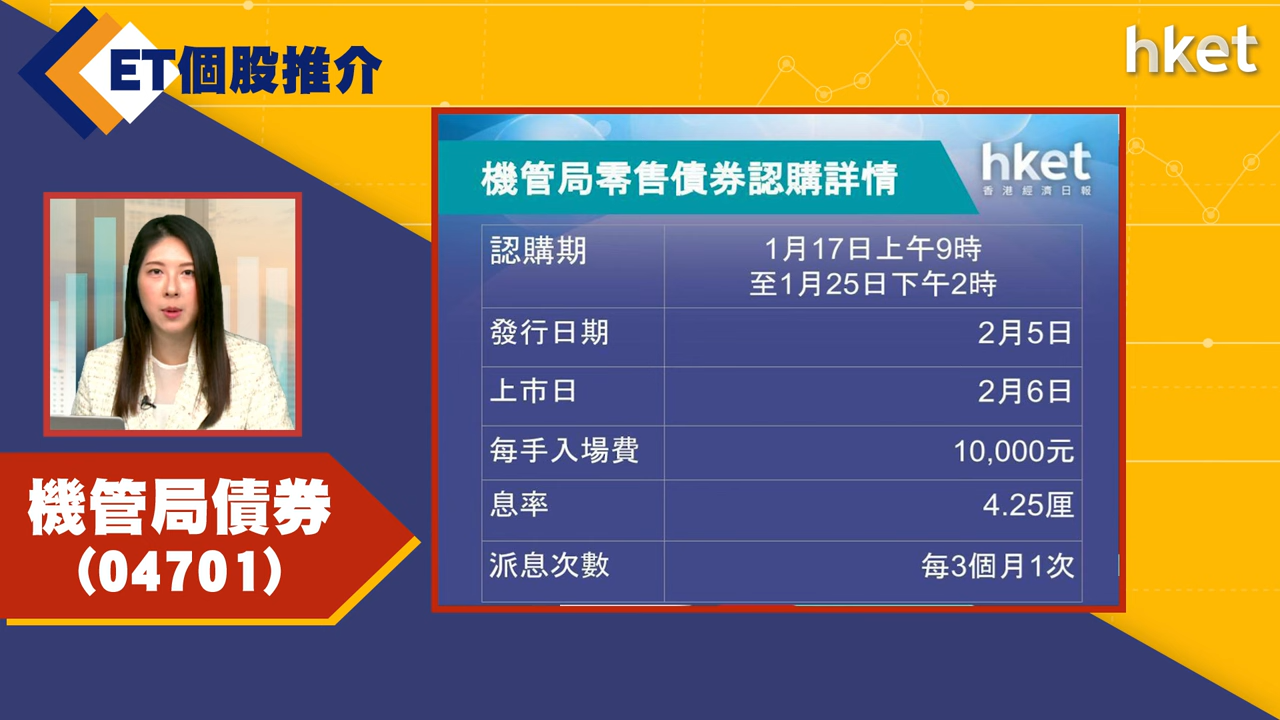 ET個股推介
hket
機管局零售債券認購詳情
hket
香港經濟日報
認購期
1月17日上午9時
至1月25日下午2時
發行日期
2月5日
上市日
2月6日
每手入場費
10,000元
息率
4.25厘
派息次數
每3個月1次
機管局債券
(04701)